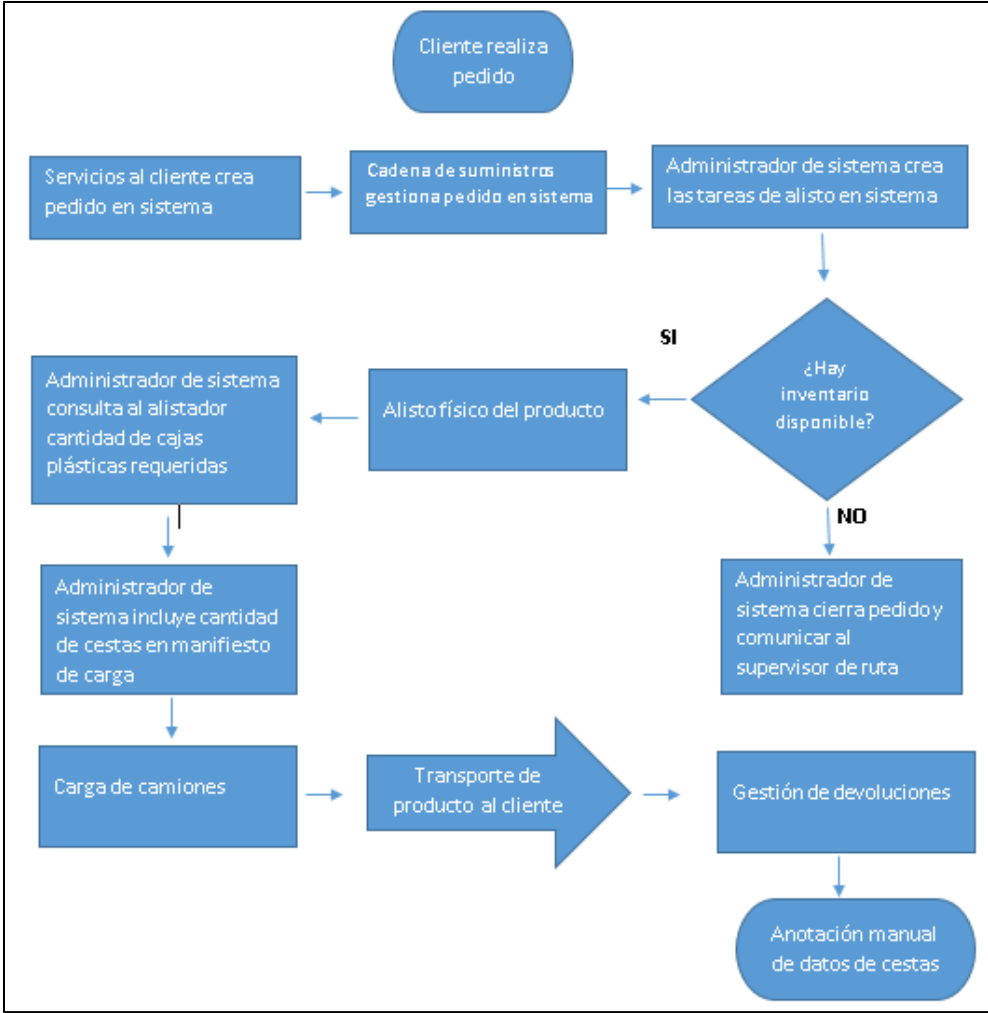 Cliente realiza
pedido
Servicios al cliente crea
pedido en sistema
Cadena de suministros
gestiona pedido en sistema
Administrador de sistema crea
las tareas de alisto en sistema
¿Hay
inventario
disponible?
SI
NO
Alisto físico del producto
Administrador de sistema
consulta al alistador
cantidad de cajas
plásticas requeridas
Administrador de
sistema incluye cantidad
de cestas en manifiesto
de carga
Administrador de
sistema cierra pedido y
comunicar al
supervisor de ruta
Carga de camiones
Transporte de
producto al cliente
Gestión de devoluciones
Anotación manual
de datos de cestas